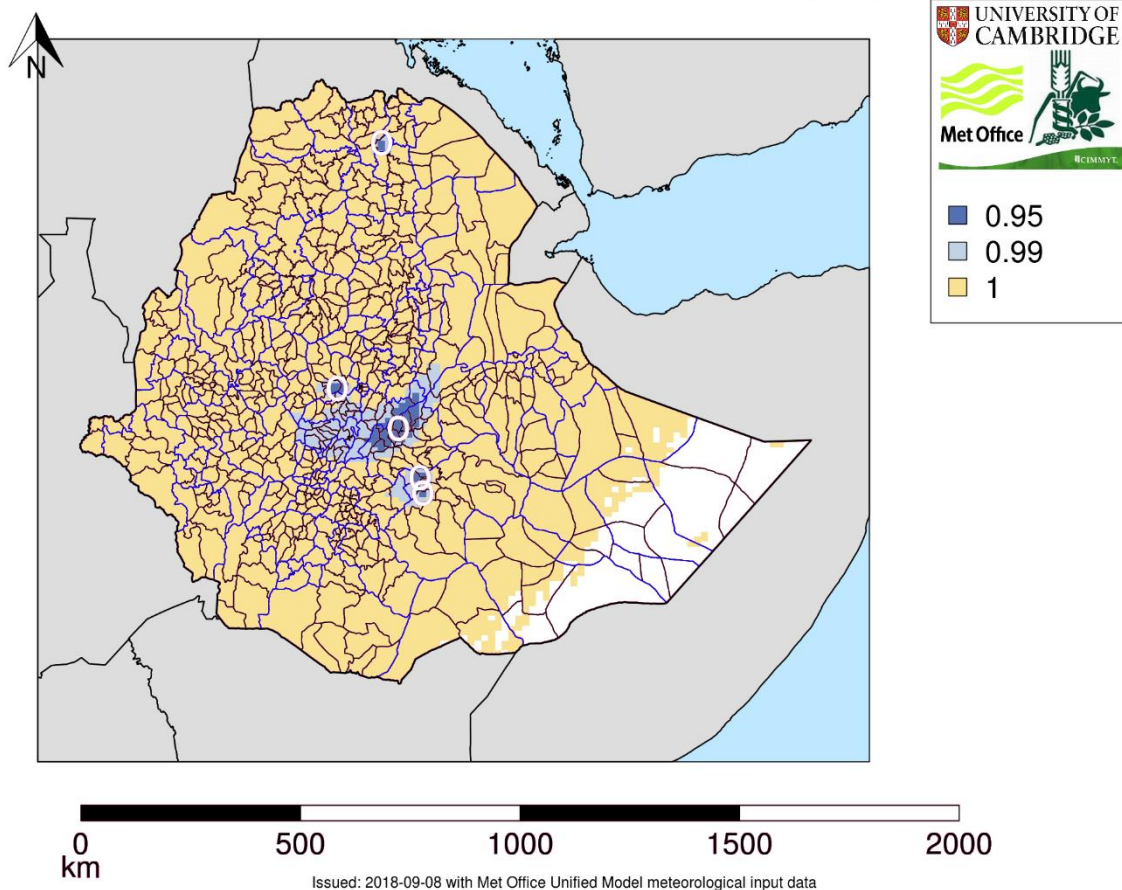 N
UNIVERSITY OF
CAMBRIDGE
Met Office
CIMMYT.
0.95
0.99
1
0 500 1000 1500 2000
km
Issued: 2018-09-08 with Met Office Unified Model meteorological input data